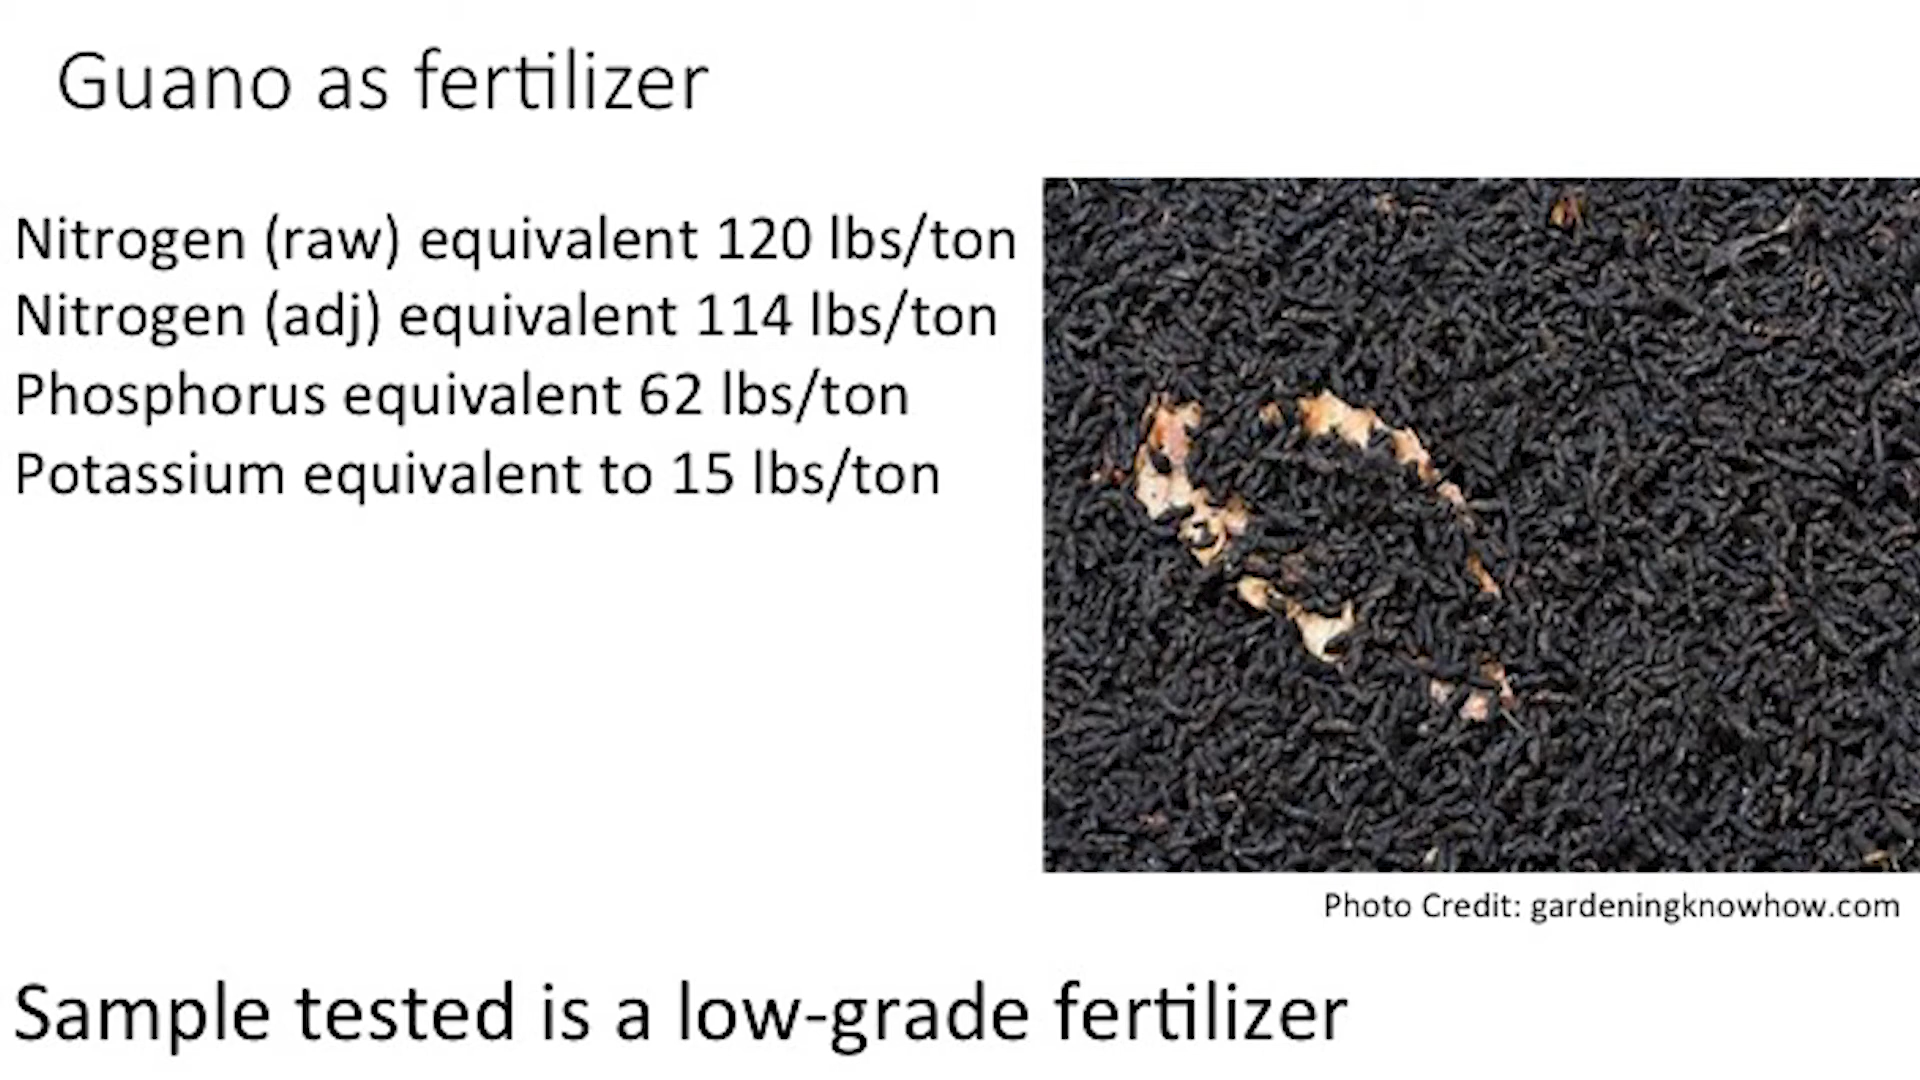 Guano as fertilizer
Nitrogen (raw) equivalent 120 lbs/ton
Nitrogen (adj) equivalent 114 lbs/ton
Phosphorus equivalent 62 lbs/ton
Potassium equivalent to 15 lbs/ton
Photo Credit: gardeningknowhow.com
Sample tested is a low-grade fertilizer